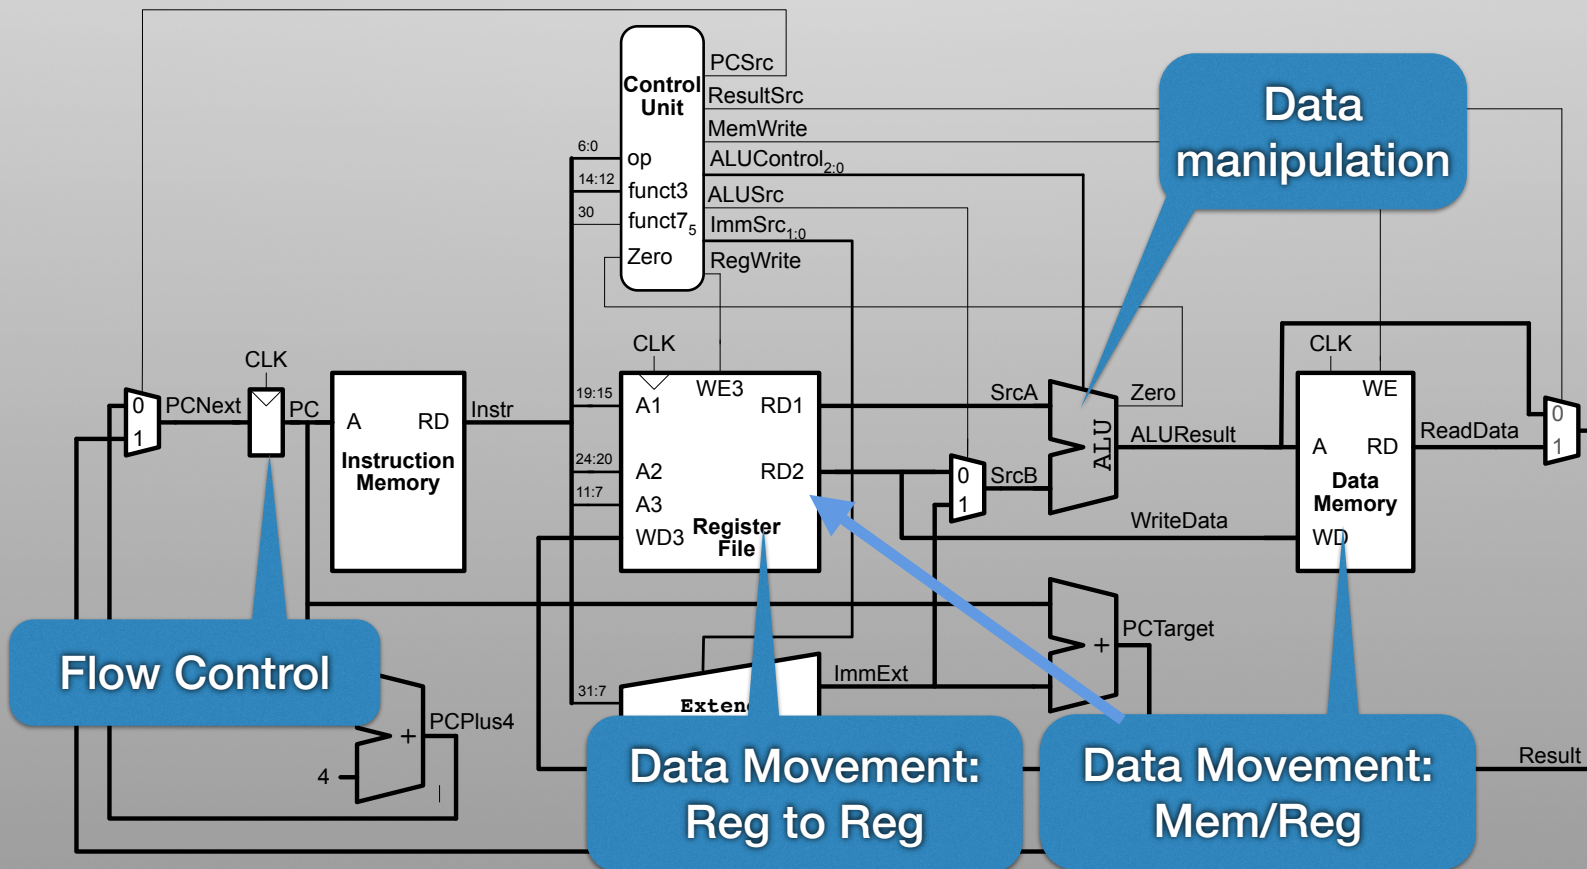 PCSrc
Control
Unit
ResultSrc
MemWrite
ALUControl2:0
ALUSrc
ImmSrc1:0
RegWrite
6:0
op
14:12
funct3
30
funct75
Zero
Data
manipulation
CLK
PCNext
0
1
PC
A
RD
Instruction
Memory
Instr
CLK
WE3
19:15
A1
RD1
24:20
A2
RD2
11:7
A3
WD3
Register
File
SrcA
0
1
SrcB
ALU
Zero
ALUResult
WriteData
CLK
WE
A
RD
Data
Memory
WD
ReadData
0
1
Flow Control
31:7
ImmExt
+
PCTarget
+
PCPlus4
4
Data Movement:
Reg to Reg
Data Movement:
Mem/Reg
Result